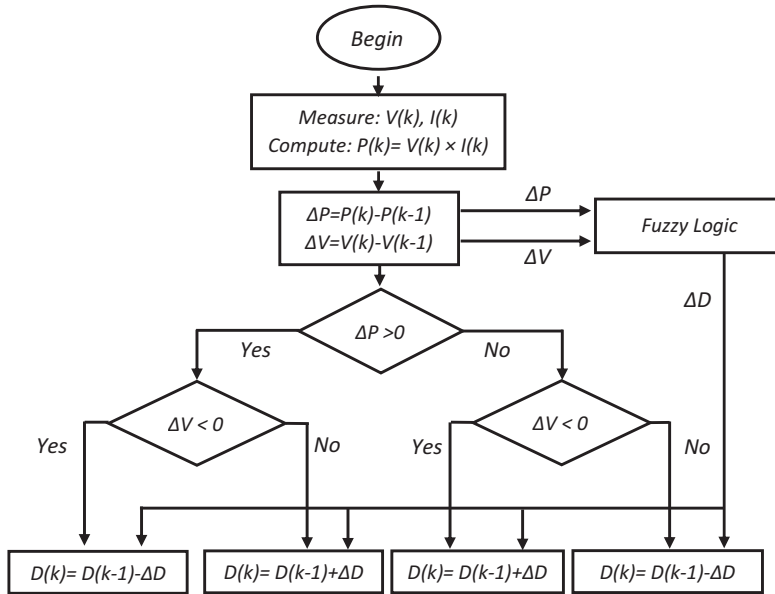 Begin
Measure: V(k), I(k)
Compute: P(k)= V(k) × I(k)
ΔP=P(k)-P(k-1)
ΔV=V(k)-V(k-1)
ΔP
ΔV
Fuzzy Logic
ΔD
ΔP >0
Yes
No
ΔV < 0
Yes
No
ΔV < 0
Yes
No
D(k)= D(k-1)-ΔD
D(k)= D(k-1)+ΔD
D(k)= D(k-1)+ΔD
D(k)= D(k-1)-ΔD